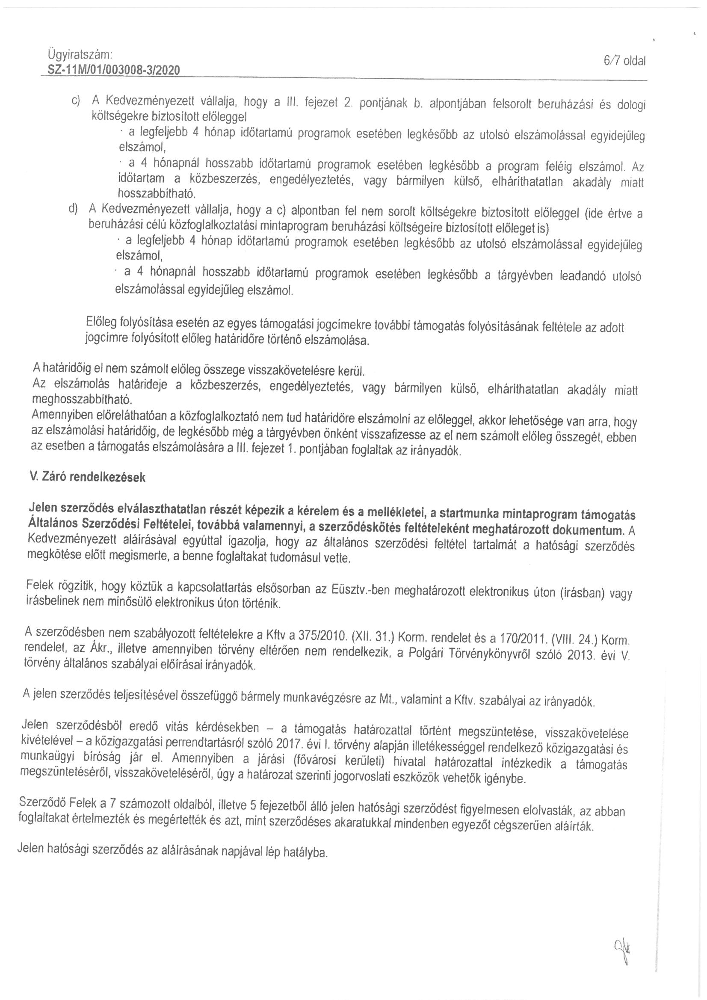 Ügyiratszám:
SZ-11M/01/003008-3/2020
6/7 oldal
c) A Kedvezményezett vállalja, hogy a III. fejezet 2. pontjának b. alpontjában felsorolt beruházási és dologi
költségekre biztosított előleggel
· a legfeljebb 4 hónap időtartamú programok esetében legkésőbb az utolsó elszámolással egyidejűleg
elszámol,
· a 4 hónapnál hosszabb időtartamú programok esetében legkésőbb a program feléig elszámol. Az
időtartam a közbeszerzés, engedélyeztetés, vagy bármilyen külső, elháríthatatlan akadály miatt
hosszabbítható.
d) A Kedvezményezett vállalja, hogy a c) alpontban fel nem sorolt költségekre biztosított előleggel (ide értve a
beruházási célú közfoglalkoztatási mintaprogram beruházási költségeire biztosított előleget is)
· a legfeljebb 4 hónap időtartamú programok esetében legkésőbb az utolsó elszámolással egyidejűleg
elszámol,
· a 4 hónapnál hosszabb időtartamú programok esetében legkésőbb a tárgyévben leadandó utolsó
elszámolással egyidejűleg elszámol.
Előleg folyósítása esetén az egyes támogatási jogcímekre további támogatás folyósításának feltétele az adott
jogcímre folyósított előleg határidőre történő elszámolása.
A határidőig el nem számolt előleg összege visszakövetelésre kerül.
Az elszámolás határideje a közbeszerzés, engedélyeztetés, vagy bármilyen külső, elháríthatatlan akadály miatt
meghosszabbítható.
Amennyiben előreláthatóan a közfoglalkoztató nem tud határidőre elszámolni az előleggel, akkor lehetősége van arra, hogy
az elszámolási határidőig, de legkésőbb még a tárgyévben önként visszafizesse az el nem számolt előleg összegét, ebben
az esetben a támogatás elszámolására a III. fejezet 1. pontjában foglaltak az irányadók.
V. Záró rendelkezések
Jelen szerződés elválaszthatatlan részét képezik a kérelem és a mellékletei, a startmunka mintaprogram támogatás
Általános Szerződési Feltételei, továbbá valamennyi, a szerződéskötés feltételeként meghatározott dokumentum. A
Kedvezményezett aláírásával egyúttal igazolja, hogy az általános szerződési feltétel tartalmát a hatósági szerződés
megkötése előtt megismerte, a benne foglaltakat tudomásul vette.
Felek rögzítik, hogy köztük a kapcsolattartás elsősorban az Eüsztv.-ben meghatározott elektronikus úton (írásban) vagy
írásbelinek nem minősülő elektronikus úton történik.
A szerződésben nem szabályozott feltételekre a Kftv a 375/2010. (XII. 31.) Korm. rendelet és a 170/2011. (VIII. 24.) Korm.
rendelet, az Ákr., illetve amennyiben törvény eltérően nem rendelkezik, a Polgári Törvénykönyvről szóló 2013. évi V.
törvény általános szabályai előírásai irányadók.
A jelen szerződés teljesítésével összefüggő bármely munkavégzésre az Mt., valamint a Kftv. szabályai az irányadók.
Jelen szerződésből eredő vitás kérdésekben – a támogatás határozattal történt megszüntetése, visszakövetelése
kivételével – a közigazgatási perrendtartásról szóló 2017. évi I. törvény alapján illetékességgel rendelkező közigazgatási és
munkaügyi bíróság jár el. Amennyiben a járási (fővárosi kerületi) hivatal határozattal intézkedik a támogatás
megszüntetéséről, visszaköveteléséről, úgy a határozat szerinti jogorvoslati eszközök vehetők igénybe.
Szerződő Felek a 7 számozott oldalból, illetve 5 fejezetből álló jelen hatósági szerződést figyelmesen elolvasták, az abban
foglaltakat értelmezték és megértették és azt, mint szerződéses akaratukkal mindenben egyezőt cégszerűen aláírták.
Jelen hatósági szerződés az aláírásának napjával lép hatályba.